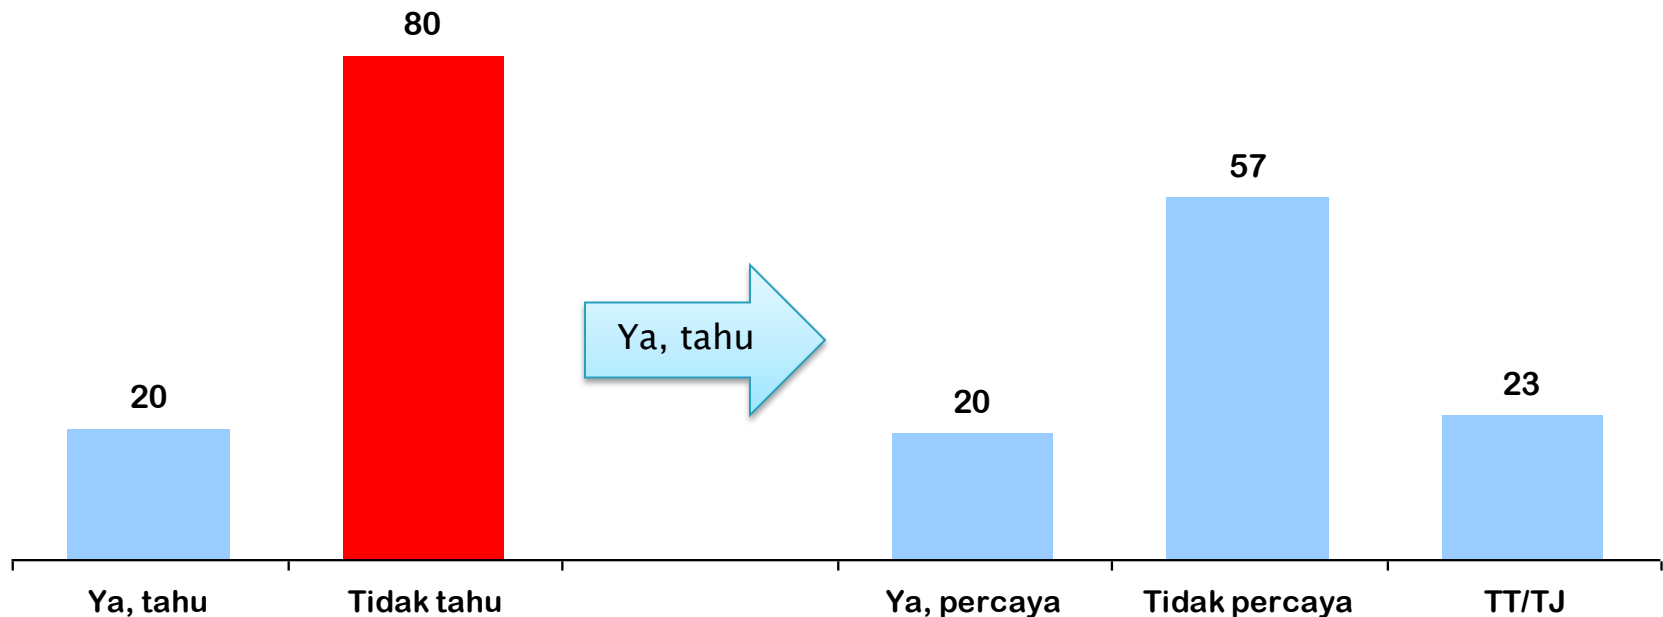 80
57
Ya, tahu
20
20
23
Ya, tahu
Tidak tahu
Ya, percaya
Tidak percaya
TT/TJ